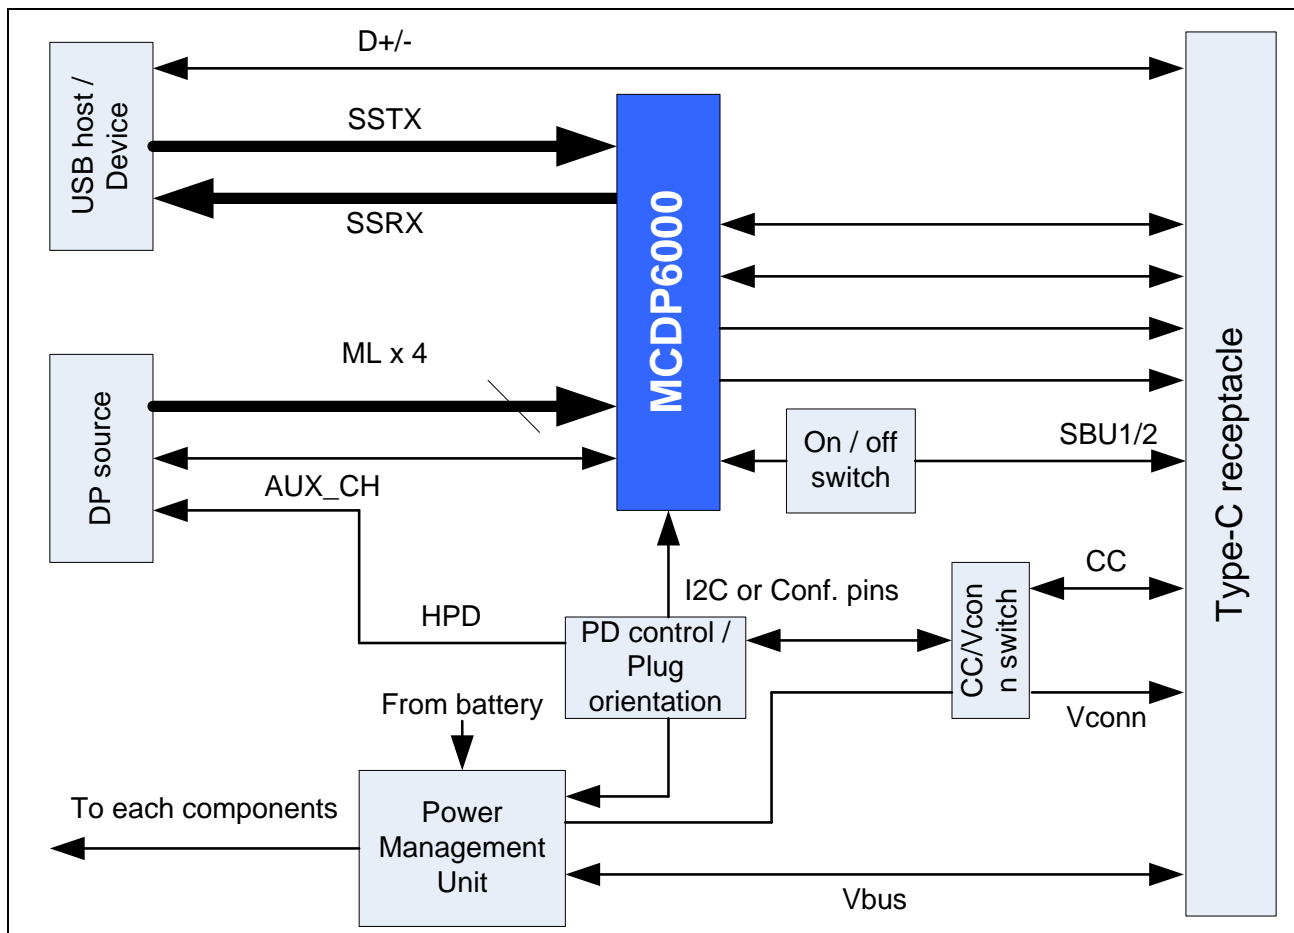 D+/-
USB host /
Device
SSTX
SSRX
MCDP6000
ML x 4
DP source
AUX_CH
On / off
switch
SBU1/2
Type-C receptacle
CC
I2C or Conf. pins
HPD
PD control /
Plug
orientation
CC/Vcon
n switch
Vconn
From battery
To each components
Power
Management
Unit
Vbus